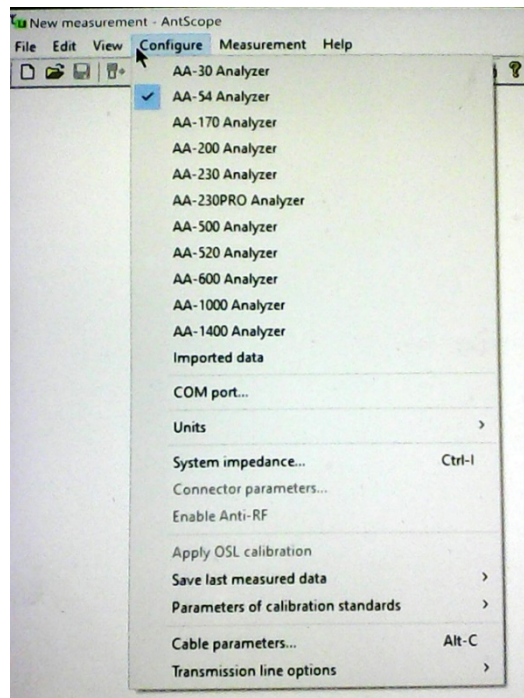 New measurement - AntScope
File Edit View Configure Measurement Help
AA-30 Analyzer
AA-54 Analyzer
AA-170 Analyzer
AA-200 Analyzer
AA-230 Analyzer
AA-230PRO Analyzer
AA-500 Analyzer
AA-520 Analyzer
AA-600 Analyzer
AA-1000 Analyzer
AA-1400 Analyzer
Imported data
COM port...
Units
System impedance... Ctrl-I
Connector parameters...
Enable Anti-RF
Apply OSL calibration
Save last measured data
Parameters of calibration standards
Cable parameters... Alt-C
Transmission line options